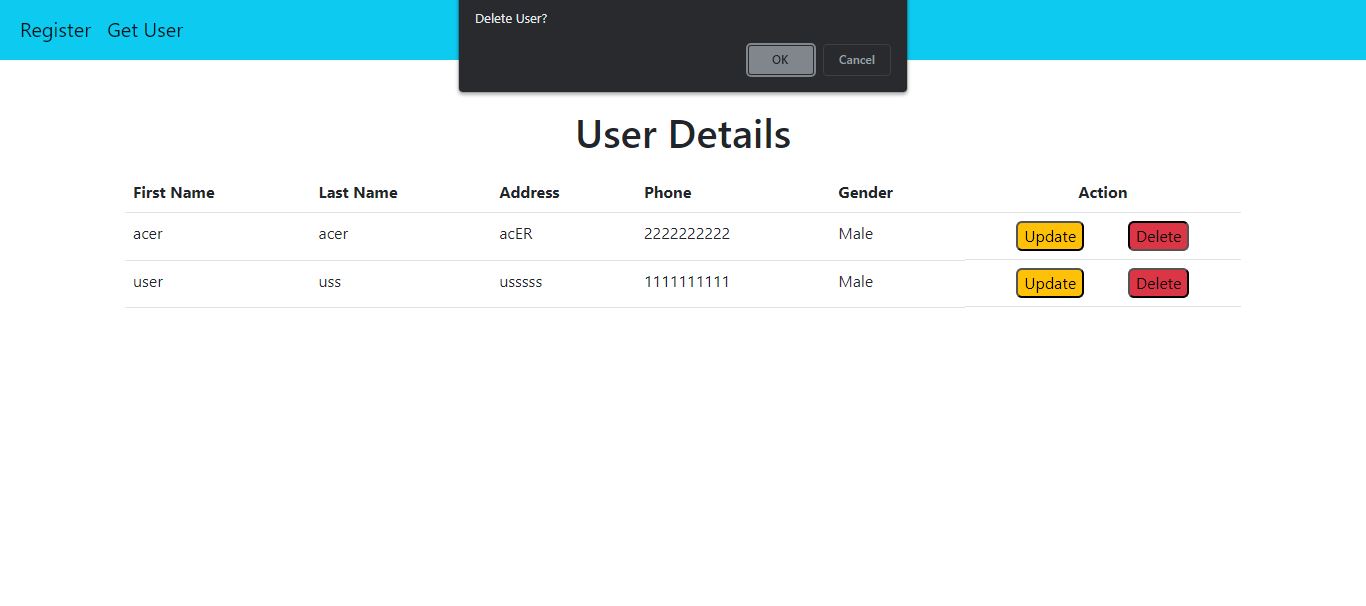 Register Get User
Delete User?
OK Cancel
User Details
First Name Last Name Address Phone Gender Action
acer acer acER 2222222222 Male Update Delete
user uss usssss 1111111111 Male Update Delete